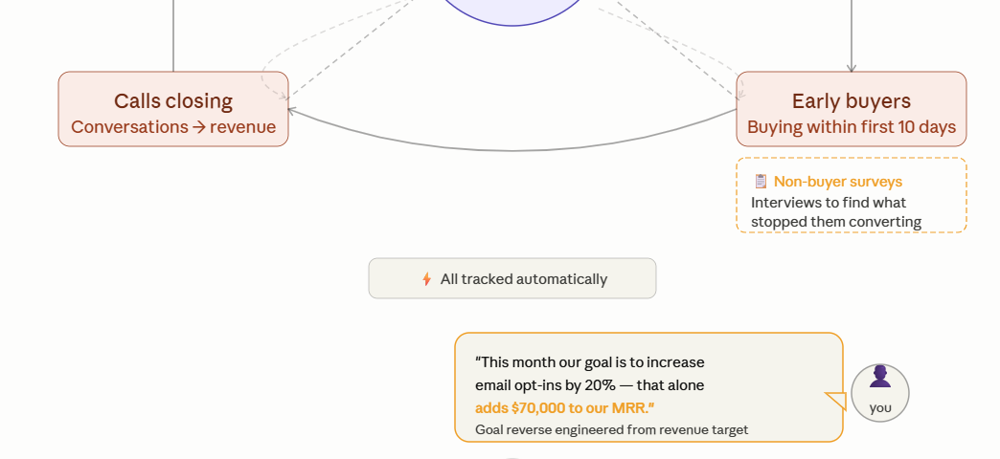 Calls closing
Conversations → revenue
Early buyers
Buying within first 10 days
Non-buyer surveys
Interviews to find what
stopped them converting
All tracked automatically
"This month our goal is to increase
email opt-ins by 20% — that alone
adds $70,000 to our MRR."
Goal reverse engineered from revenue target
you